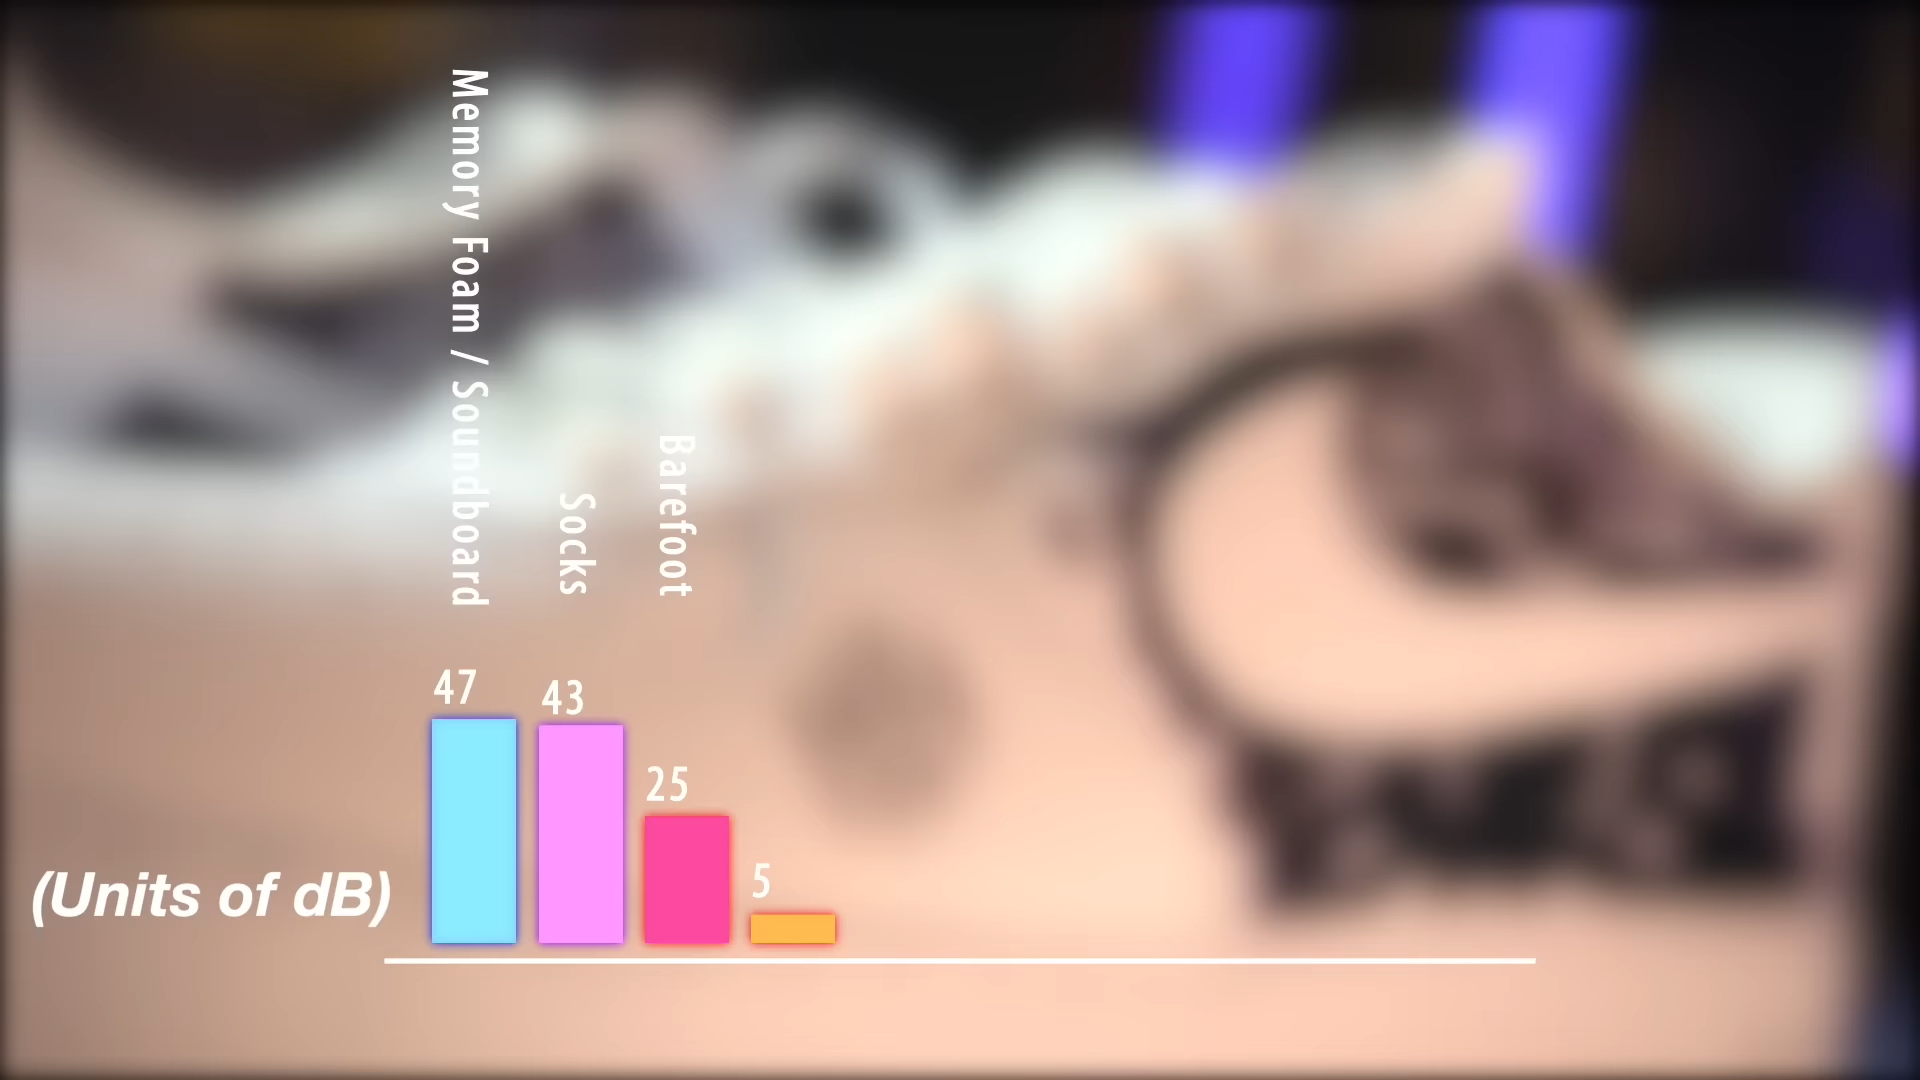 Memory Foam / Soundboard
Socks
Barefoot
47
43
25
5
(Units of dB)